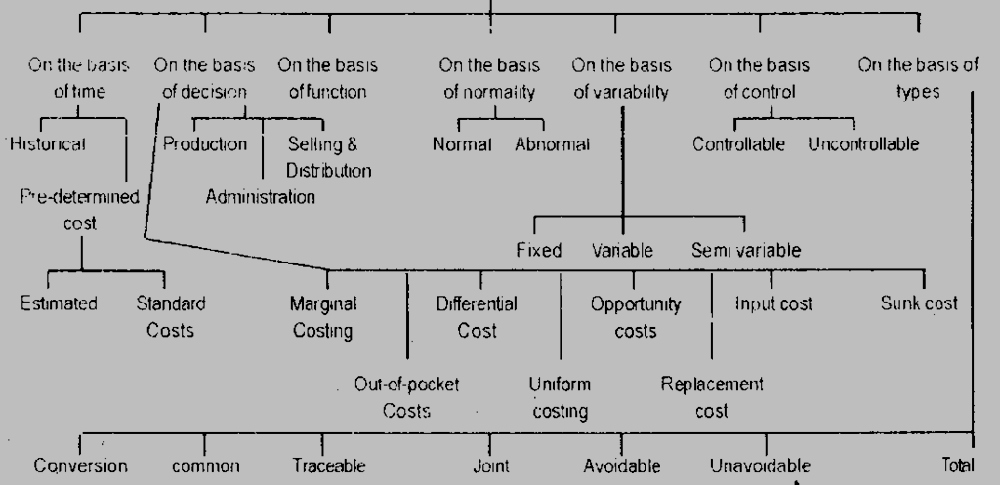 On the basis of time
On the basis of decision
On the basis of function
On the basis of normality
On the basis of variability
On the basis of control
On the basis of types
Historical
Production
Selling & Distribution
Normal
Abnormal
Controllable
Uncontrollable
Pre-determined cost
Administration
Fixed
Variable
Semi variable
Estimated
Standard Costs
Marginal Costing
Differential Cost
Opportunity costs
Input cost
Sunk cost
Out-of-pocket Costs
Uniform costing
Replacement cost
Conversion
common
Traceable
Joint
Avoidable
Unavoidable
Total